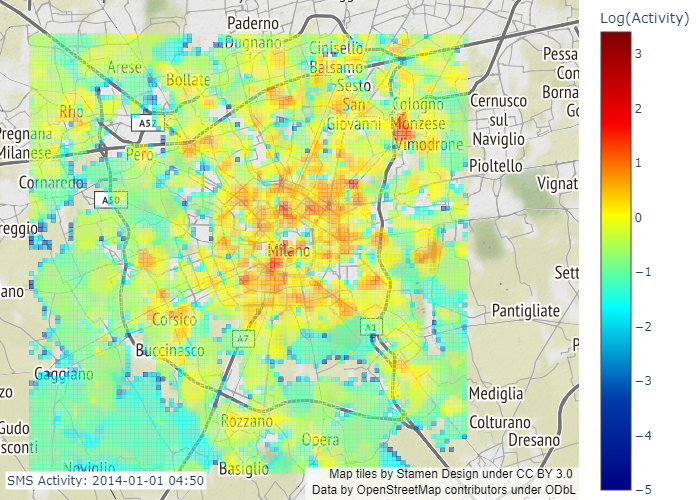 Log(Activity)
3
2
1
0
−1
−2
−3
−4
−5
Paderno
Dugnano
Cinisello
Balsamo
Arese
Bollate
Sesto
San
Giovanni
Cologno
Monzese
Vimodrone
Cernusco
sul
Naviglio
Pessa
Con
Borna
Go
Rho
A52
Pero
Pregnana
Milanese
Cornaredo
A50
Pioltello
Vignat
reggio
Milano
Sett
ano
Pantigliate
Corsico
A7
A1
Buccinasco
P
Gaggiano
zo
Mediglia
Rozzano
Colturano
Gudo
sconti
Opera
Dresano
Noviglio
Basiglio
SMS Activity: 2014-01-01 04:50
Map tiles by Stamen Design under CC BY 3.0
Data by OpenStreetMap contributors under ODbL